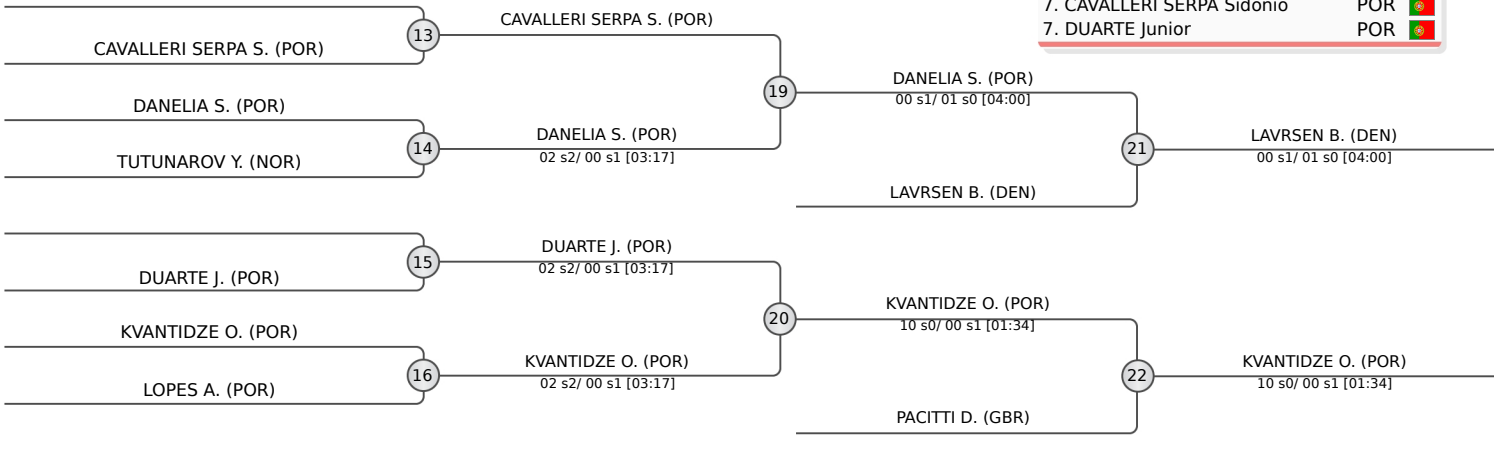 7. CAVALLERI SERPA Sidonio POR
7. DUARTE Junior POR
CAVALLERI SERPA S. (POR)
13
CAVALLERI SERPA S. (POR)
DANELIA S. (POR)
14
TUTUNAROV Y. (NOR)
DANELIA S. (POR)
02 s2/ 00 s1 [03:17]
19
DANELIA S. (POR)
00 s1/ 01 s0 [04:00]
21
LAVRSEN B. (DEN)
LAVRSEN B. (DEN)
00 s1/ 01 s0 [04:00]
15
DUARTE J. (POR)
DUARTE J. (POR)
02 s2/ 00 s1 [03:17]
KVANTIDZE O. (POR)
16
LOPES A. (POR)
KVANTIDZE O. (POR)
02 s2/ 00 s1 [03:17]
20
KVANTIDZE O. (POR)
10 s0/ 00 s1 [01:34]
22
PACITTI D. (GBR)
KVANTIDZE O. (POR)
10 s0/ 00 s1 [01:34]